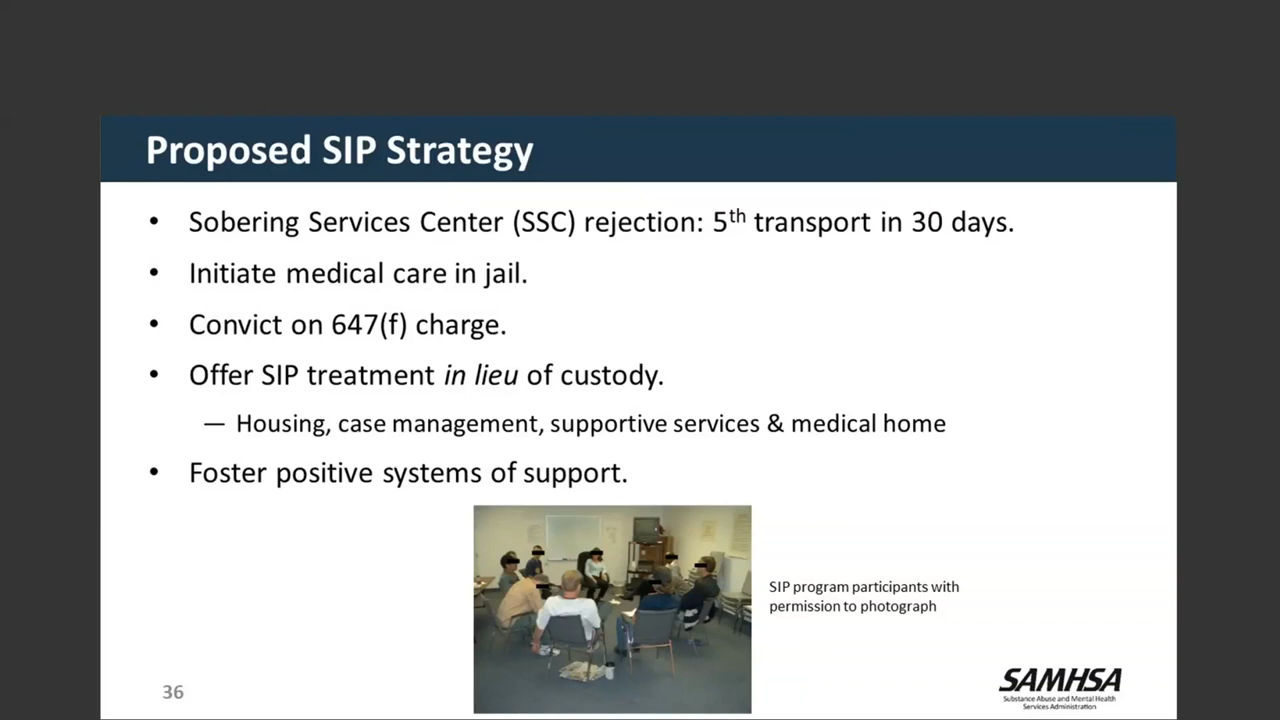 Proposed SIP Strategy
• Sobering Services Center (SSC) rejection: 5th transport in 30 days.
• Initiate medical care in jail.
• Convict on 647(f) charge.
• Offer SIP treatment in lieu of custody.
— Housing, case management, supportive services & medical home
• Foster positive systems of support.
SIP program participants with
permission to photograph
36
SAMHSA
Substance Abuse and Mental Health
Services Administration